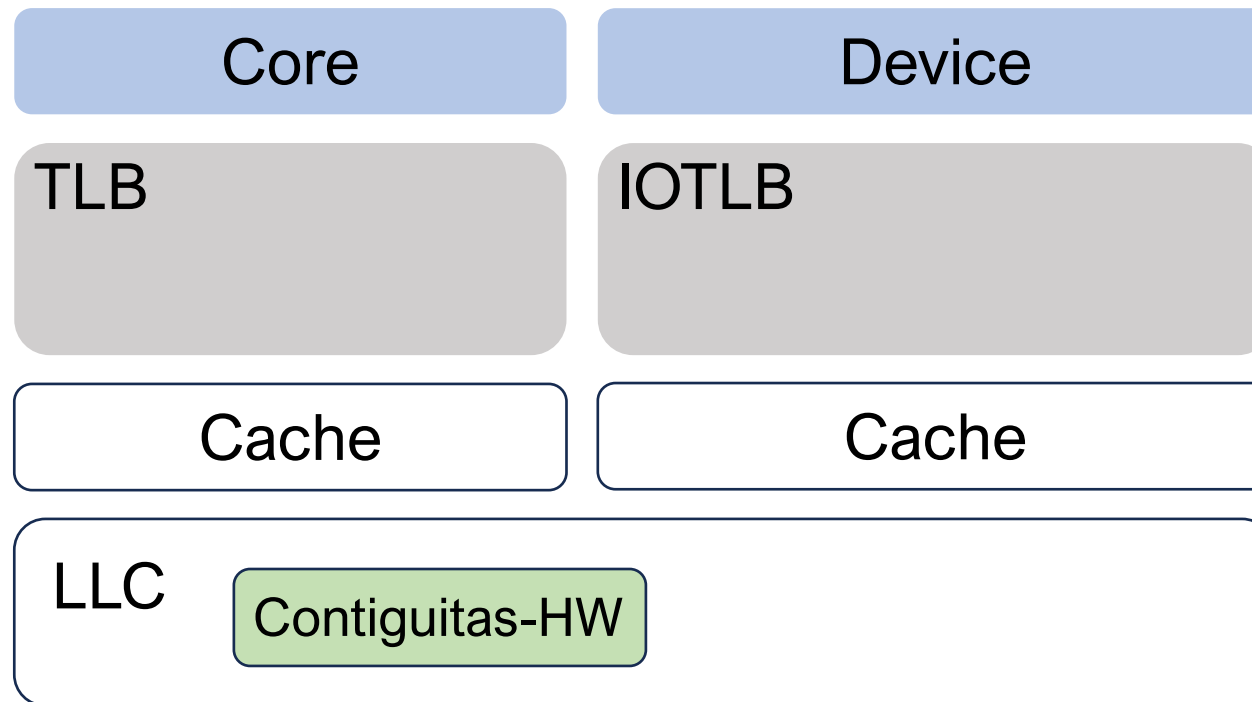 Core
Device
TLB
IOTLB
Cache
Cache
LLC
Contiguitas-HW